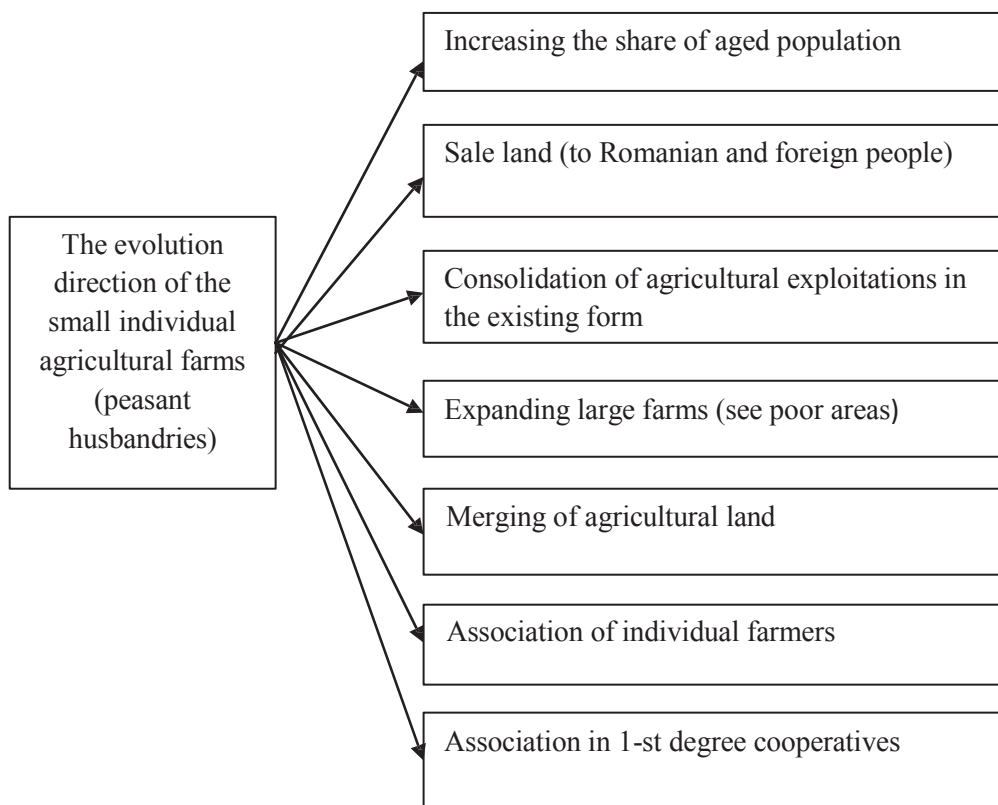 Increasing the share of aged population
Sale land (to Romanian and foreign people)
The evolution
direction of the
small individual
agricultural farms
(peasant
husbandries)
Consolidation of agricultural exploitations in
the existing form
Expanding large farms (see poor areas)
Merging of agricultural land
Association of individual farmers
Association in 1-st degree cooperatives